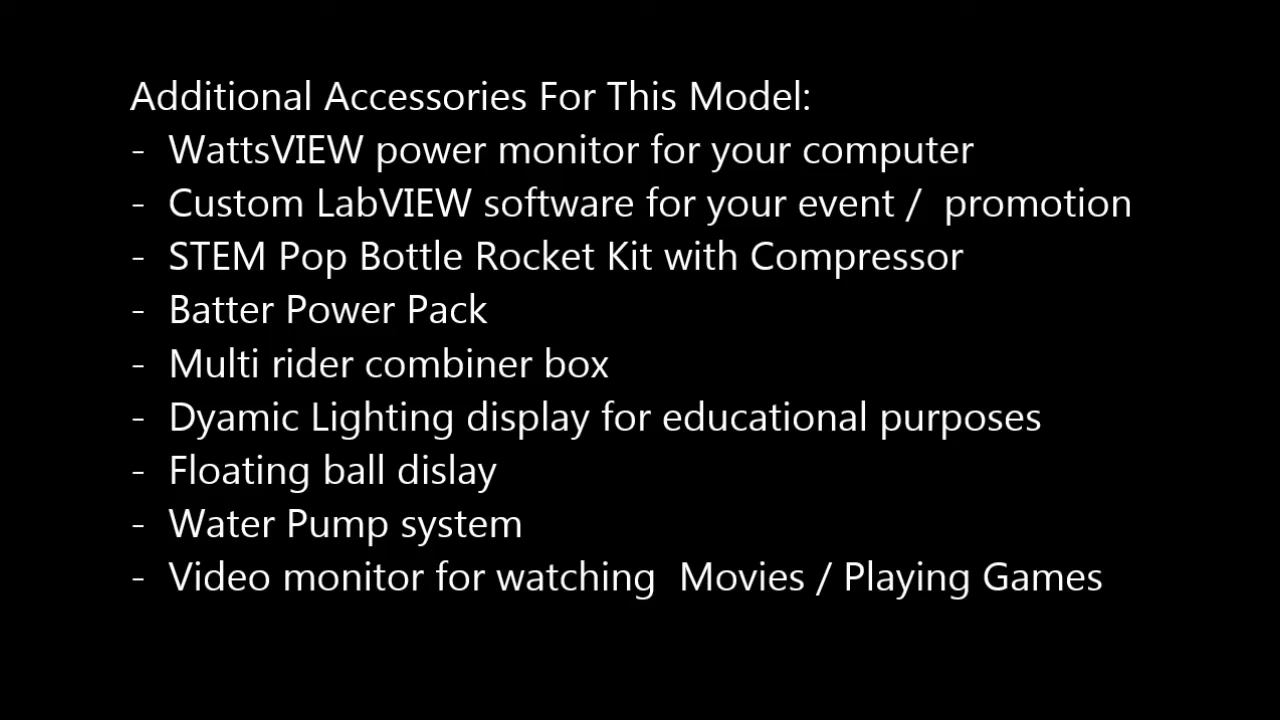 Additional Accessories For This Model:
- WattsVIEW power monitor for your computer
- Custom LabVIEW software for your event / promotion
- STEM Pop Bottle Rocket Kit with Compressor
- Batter Power Pack
- Multi rider combiner box
- Dyamic Lighting display for educational purposes
- Floating ball dislay
- Water Pump system
- Video monitor for watching Movies / Playing Games